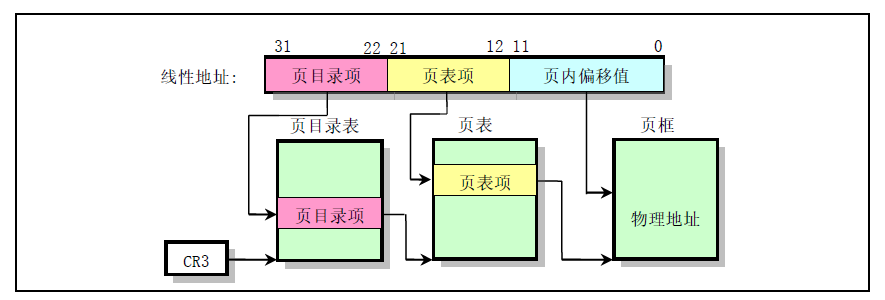 31 22 21 12 11 0
线性地址: 页目录项 页表项 页内偏移值
页目录表 页表 页框
页表项
页目录项 物理地址
CR3